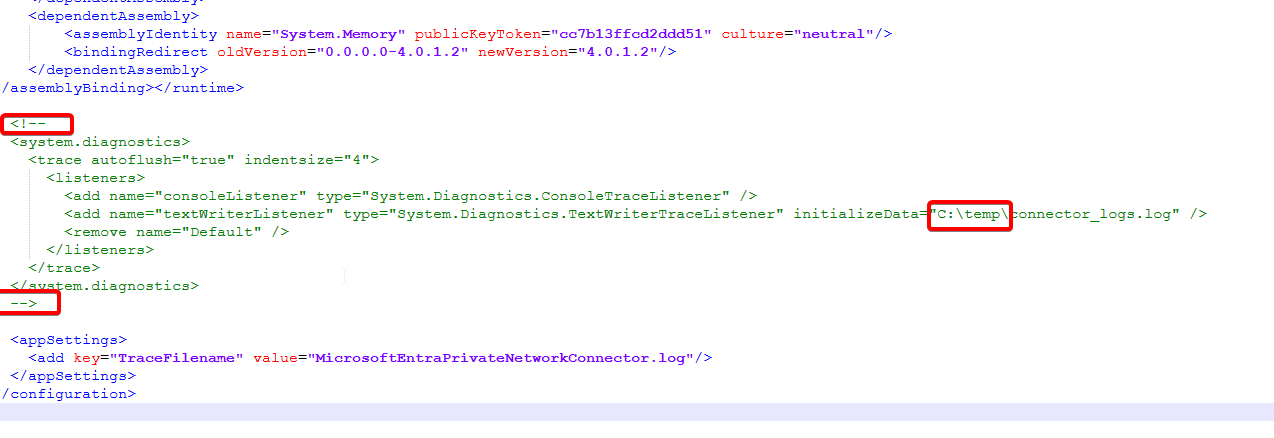 </dependentAssembly>
<dependentAssembly>
<assemblyIdentity name="System.Memory" publicKeyToken="cc7b13ffcd2ddd51" culture="neutral"/>
<bindingRedirect oldVersion="0.0.0.0-4.0.1.2" newVersion="4.0.1.2"/>
</dependentAssembly>
/assemblyBinding></runtime>
<!--
<system.diagnostics>
<trace autoflush="true" indentsize="4">
<listeners>
<add name="consoleListener" type="System.Diagnostics.ConsoleTraceListener" />
<add name="textWriterListener" type="System.Diagnostics.TextWriterTraceListener" initializeData="C:\temp\connector_logs.log" />
<remove name="Default" />
</listeners>
</trace>
</system.diagnostics>
-->
<appSettings>
<add key="TraceFilename" value="MicrosoftEntraPrivateNetworkConnector.log"/>
</appSettings>
/configuration>